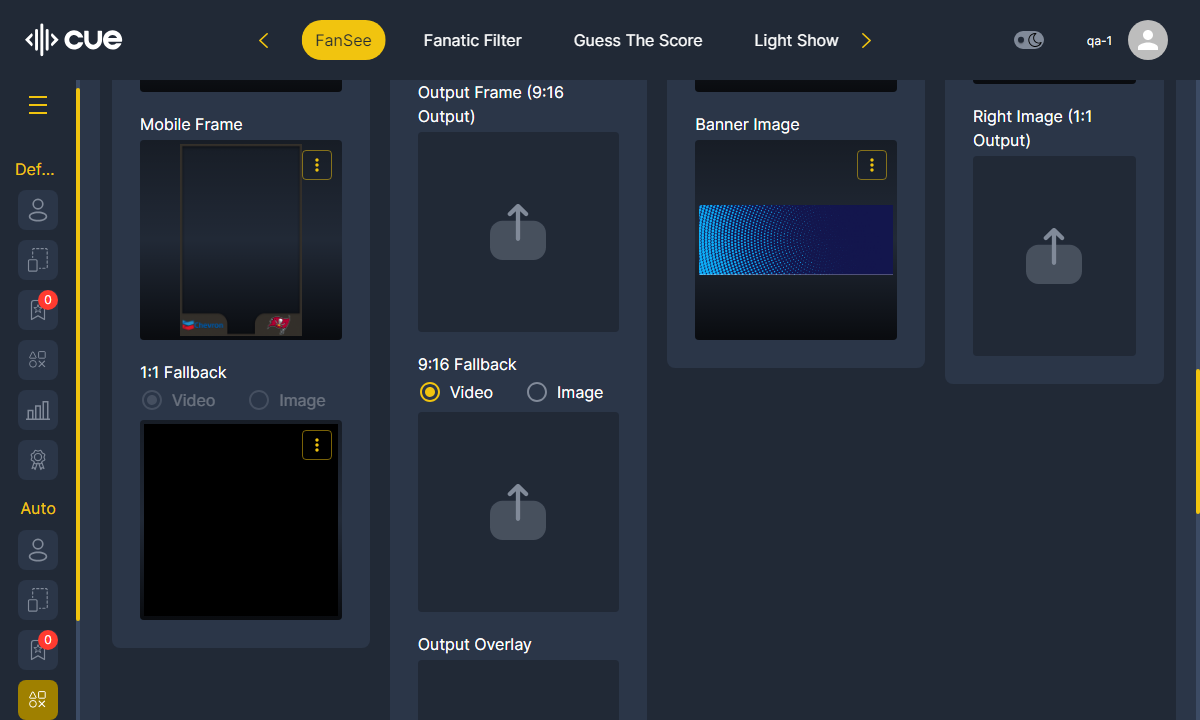 cue
FanSee
Fanatic Filter
Guess The Score
Light Show
qa-1
Def...
0
Auto
0
Mobile Frame
1:1 Fallback
Video
Image
Output Frame (9:16
Output)
9:16 Fallback
Video
Image
Output Overlay
Banner Image
Right Image (1:1
Output)